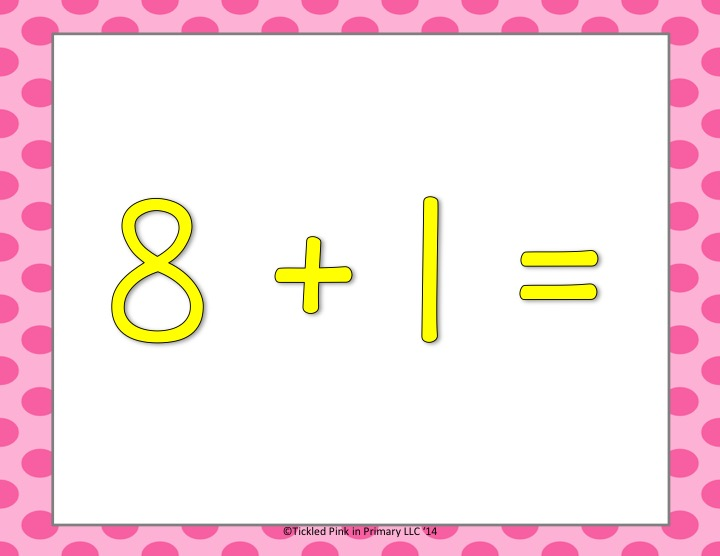 8 + 1 =
©Tickled Pink in Primary LLC ‘14